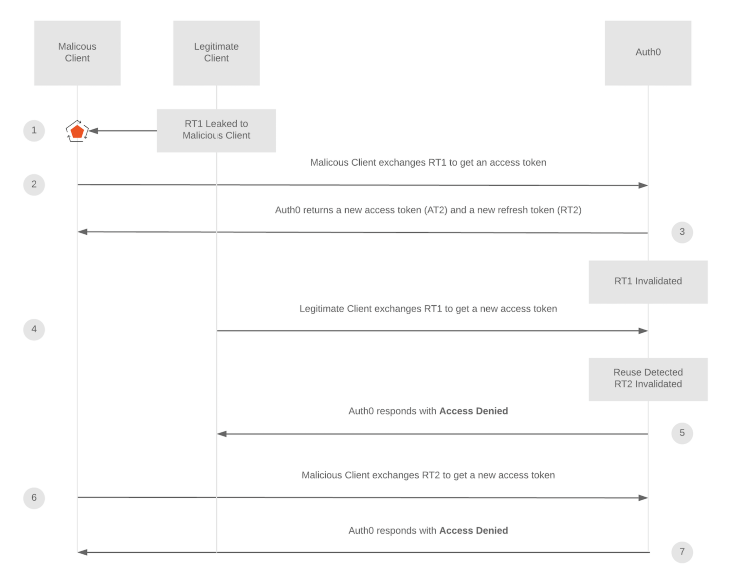 Malicous
Client
Legitimate
Client
Auth0
1
RT1 Leaked to
Malicious Client
Malicous Client exchanges RT1 to get an access token
2
Auth0 returns a new access token (AT2) and a new refresh token (RT2)
3
RT1 Invalidated
Legitimate Client exchanges RT1 to get a new access token
4
Reuse Detected
RT2 Invalidated
Auth0 responds with Access Denied
5
Malicious Client exchanges RT2 to get a new access token
6
Auth0 responds with Access Denied
7